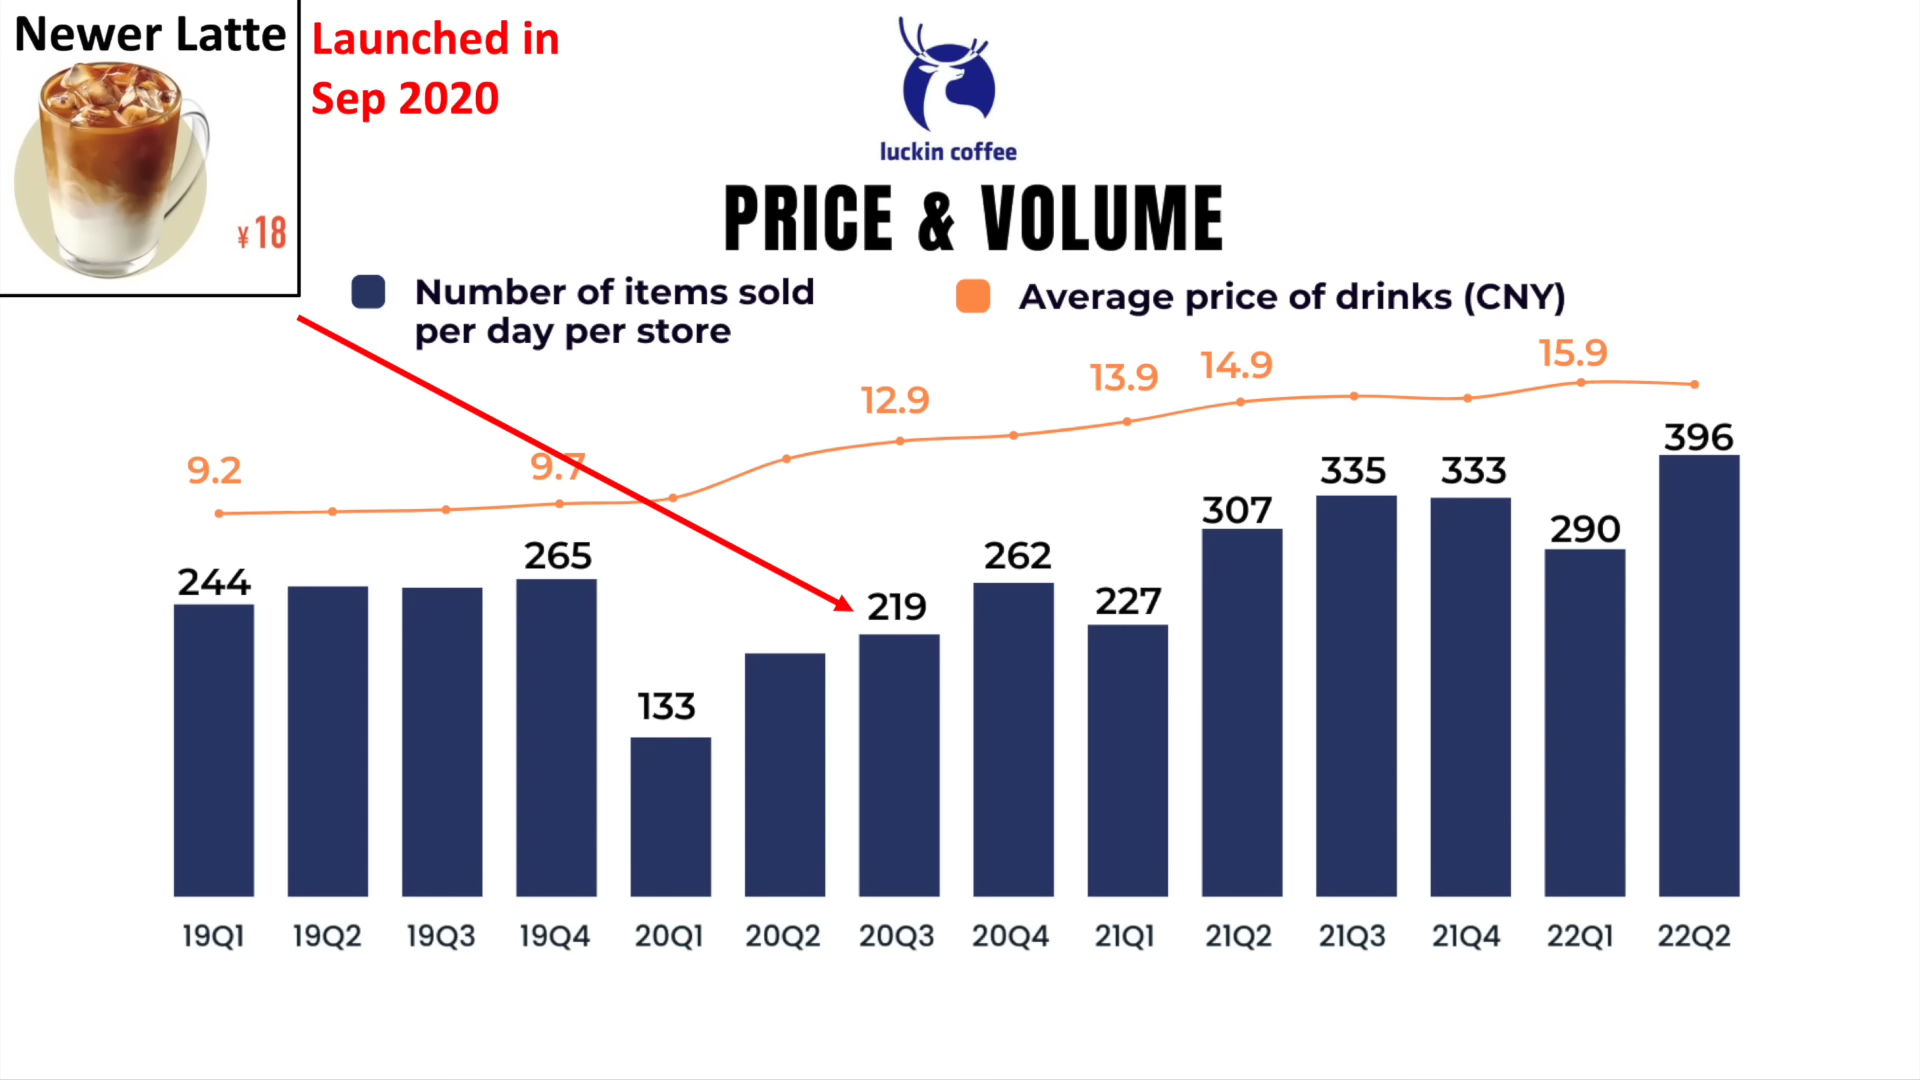 Newer Latte
¥18
Launched in
Sep 2020
luckin coffee
PRICE & VOLUME
Number of items sold
per day per store
Average price of drinks (CNY)
9.2
9.7
12.9
13.9
14.9
15.9
244
265
133
219
262
227
307
335
333
290
396
19Q1 19Q2 19Q3 19Q4 20Q1 20Q2 20Q3 20Q4 21Q1 21Q2 21Q3 21Q4 22Q1 22Q2